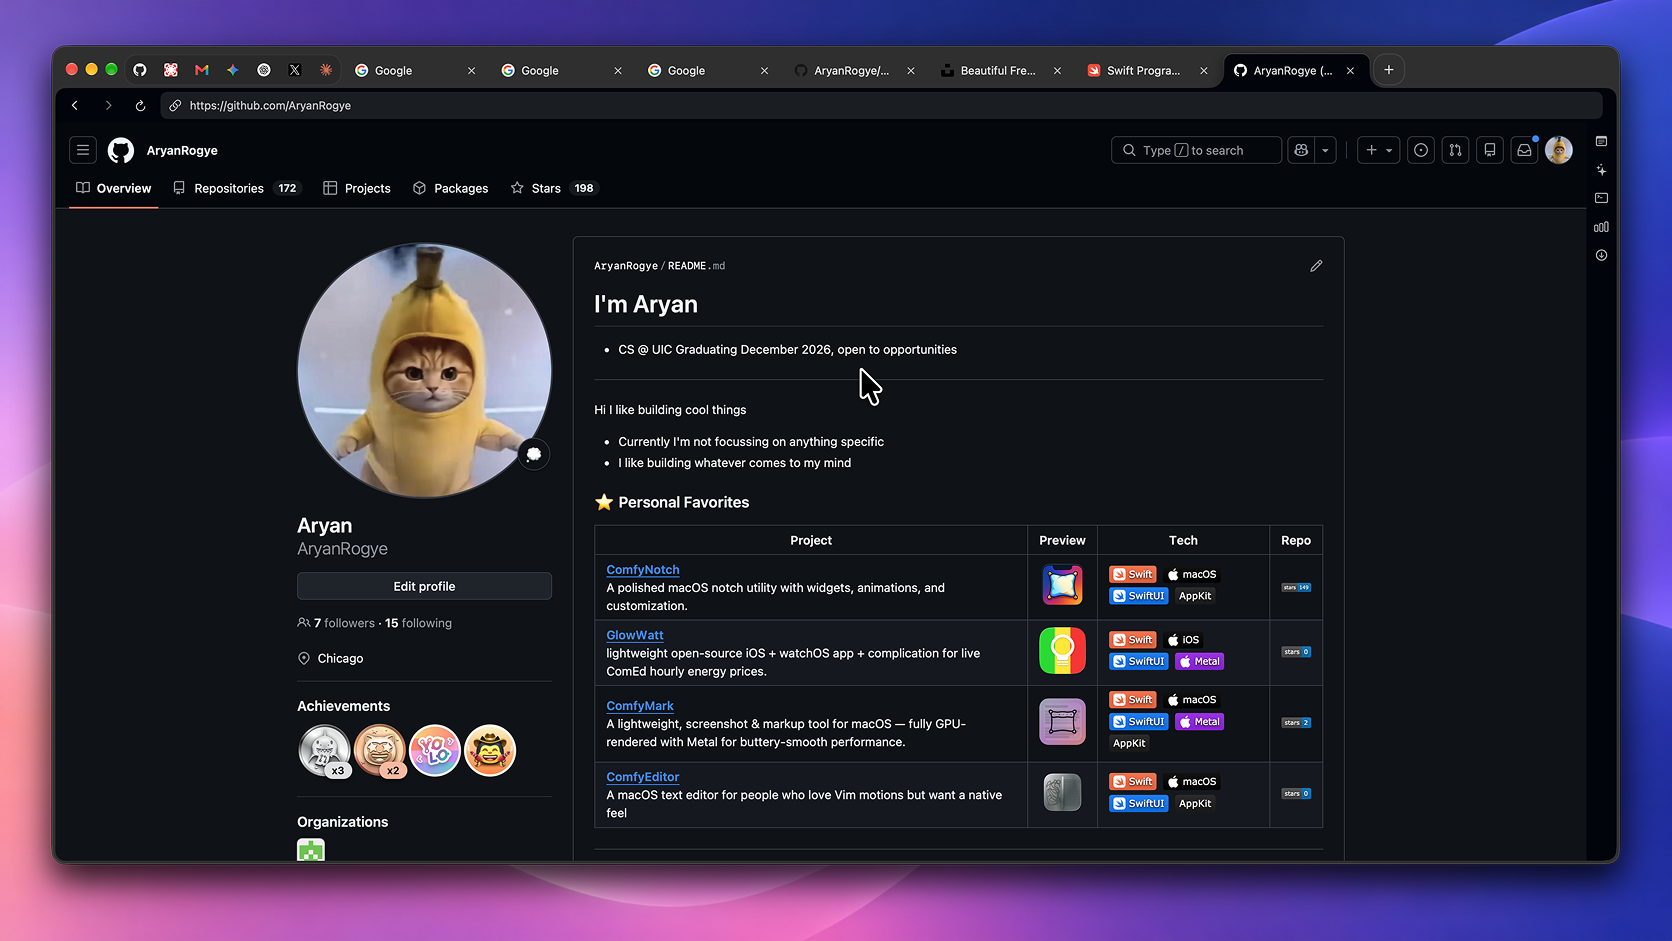 Google
Google
Google
AryanRogye/...
Beautiful Fre...
Swift Progra...
AryanRogye (...
https://github.com/AryanRogye
AryanRogye
Type / to search
Overview
Repositories 172
Projects
Packages
Stars 198
AryanRogye / README.md
I'm Aryan
• CS @ UIC Graduating December 2026, open to opportunities
Hi I like building cool things
• Currently I'm not focussing on anything specific
• I like building whatever comes to my mind
⭐ Personal Favorites
Project Preview Tech Repo
ComfyNotch
A polished macOS notch utility with widgets, animations, and
customization.
Swift macOS
SwiftUI AppKit
stars 149
GlowWatt
lightweight open-source iOS + watchOS app + complication for live
ComEd hourly energy prices.
Swift iOS
SwiftUI Metal
stars 0
ComfyMark
A lightweight, screenshot & markup tool for macOS — fully GPU-
rendered with Metal for buttery-smooth performance.
Swift macOS
SwiftUI Metal
AppKit
stars 2
ComfyEditor
A macOS text editor for people who love Vim motions but want a native
feel
Swift macOS
SwiftUI AppKit
stars 0
Aryan
AryanRogye
Edit profile
7 followers · 15 following
Chicago
Achievements
x3
x2
YOLO
Organizations